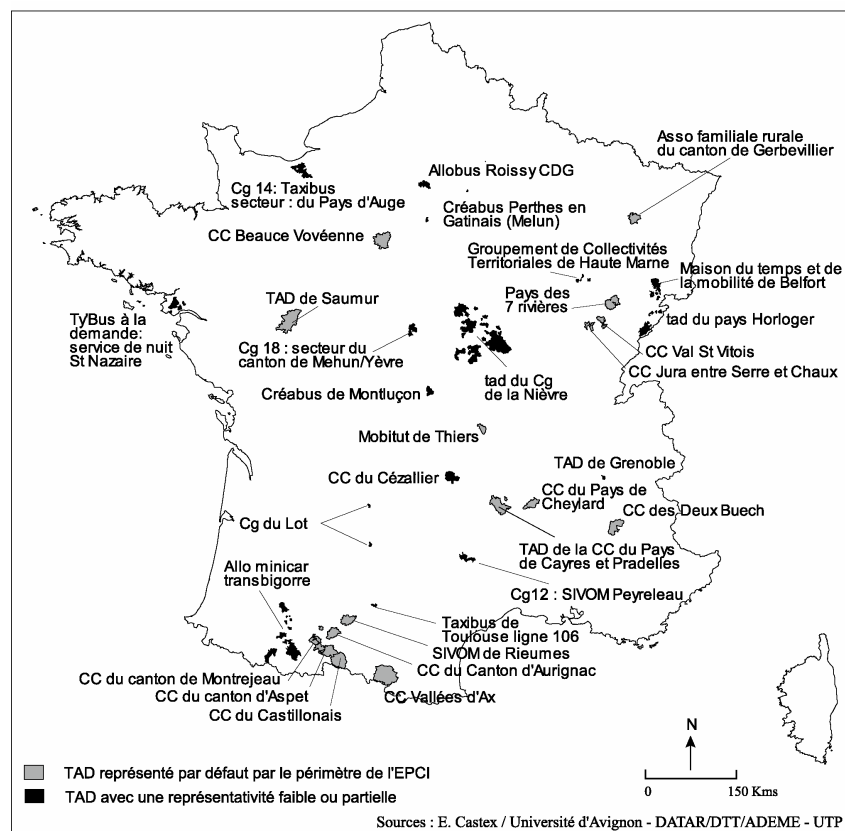 Asso familiale rurale
du canton de Gerbevillier
Allobus Roissy CDG
Cg 14: Taxibus
secteur : du Pays d'Auge
Créabus Perthes en
Gatinais (Melun)
CC Beauce Vovéenne
Groupement de Collectivités
Territoriales de Haute Marne
Maison du temps et de
la mobilité de Belfort
TAD de Saumur
Pays des
7 rivières
TyBus à la
demande:
service de nuit
St Nazaire
tad du pays Horloger
Cg 18 : secteur du
canton de Mehun/Yèvre
CC Val St Vitois
CC Jura entre Serre et Chaux
tad du Cg
de la Nièvre
Créabus de Montluçon
Mobitut de Thiers
TAD de Grenoble
CC du Cézallier
CC du Pays de
Cheylard
CC des Deux Buech
Cg du Lot
TAD de la CC du Pays
de Cayres et Pradelles
Allo minicar
transbigorre
Cg12 : SIVOM Peyreleau
Taxibus de
Toulouse ligne 106
SIVOM de Rieumes
CC du Canton d'Aurignac
CC du canton de Montrejeau
CC du canton d'Aspet
CC Vallées d'Ax
CC du Castillonais
N
TAD représenté par défaut par le périmètre de l'EPCI
TAD avec une représentativité faible ou partielle
0 150 Kms
Sources : E. Castex / Université d'Avignon - DATAR/DTT/ADEME - UTP